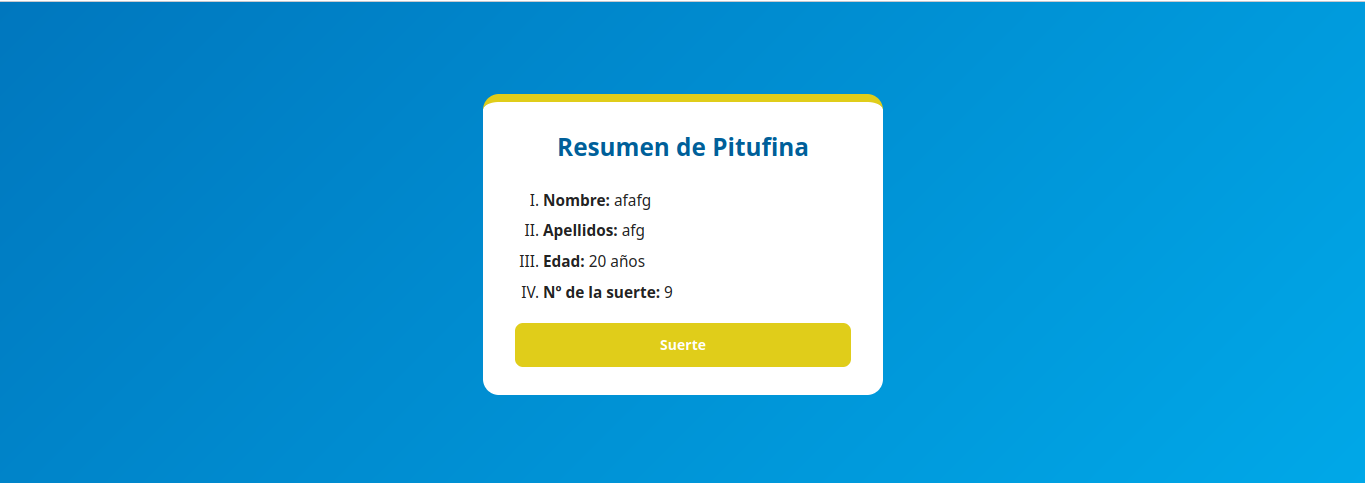 Resumen de Pitufina
I. Nombre: afafg
II. Apellidos: afg
III. Edad: 20 años
IV. Nº de la suerte: 9
Suerte